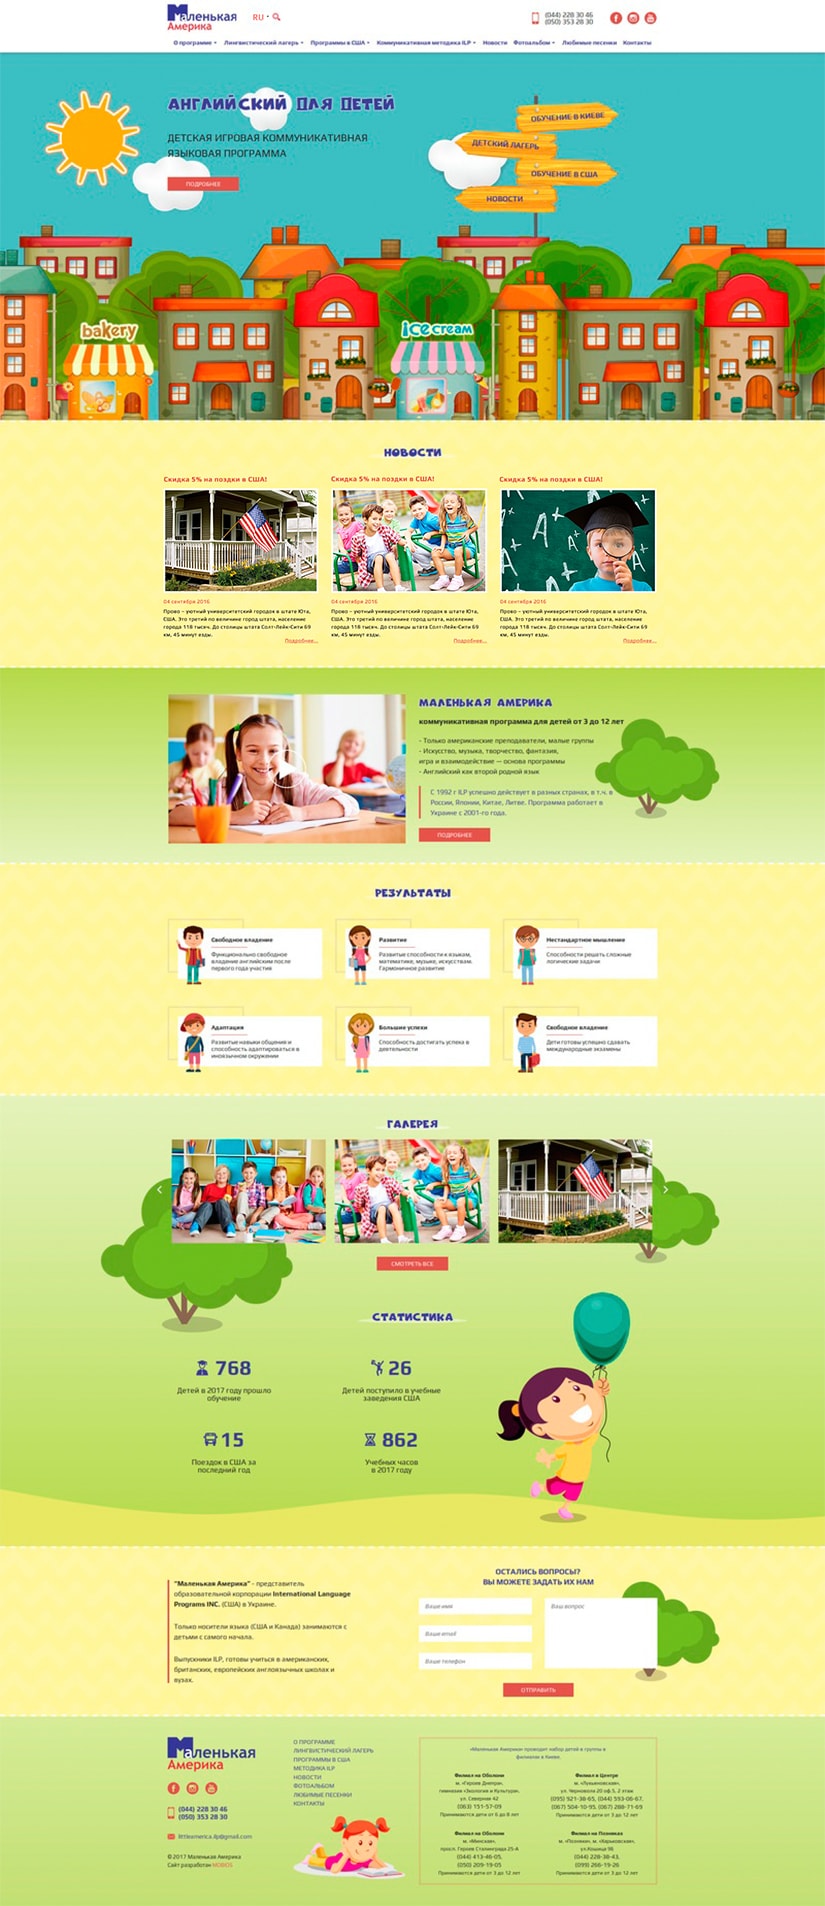 Маленькая
Америка
RU
(044) 228 30 46
(050) 353 28 30
О программе
Лингвистический лагерь
Программы в США
Коммуникативная методика ILP
Новости
Фотоальбом
Любимые песенки
Контакты
АНГЛИЙСКИЙ ДЛЯ ДЕТЕЙ
ДЕТСКАЯ ИГРОВАЯ КОММУНИКАТИВНАЯ
ЯЗЫКОВАЯ ПРОГРАММА
ПОДРОБНЕЕ
ОБУЧЕНИЕ В КИЕВЕ
ДЕТСКИЙ ЛАГЕРЬ
ОБУЧЕНИЕ В США
НОВОСТИ
bakery
ice cream
НОВОСТИ
Скидка 5% на поздки в США!
04 сентября 2016
Прово - уютный университетский городок в штате Юта,
США. Это третий по величине город штата, население
города 118 тысяч. До столицы штата Солт-Лейк-Сити 69
км, 45 минут езды.
Подробнее...
Скидка 5% на поздки в США!
04 сентября 2016
Прово - уютный университетский городок в штате Юта,
США. Это третий по величине город штата, население
города 118 тысяч. До столицы штата Солт-Лейк-Сити 69
км, 45 минут езды.
Подробнее...
Скидка 5% на поздки в США!
04 сентября 2016
Прово - уютный университетский городок в штате Юта,
США. Это третий по величине город штата, население
города 118 тысяч. До столицы штата Солт-Лейк-Сити 69
км, 45 минут езды.
Подробнее...
МАЛЕНЬКАЯ АМЕРИКА
коммуникативная программа для детей от 3 до 12 лет
- Только американские преподаватели, малые группы
- Искусство, музыка, творчество, фантазия,
игра и взаимодействие — основа программы
- Английский как второй родной язык
С 1992 г ILP успешно действует в разных странах, в т.ч. в
России, Японии, Китае, Литве. Программа работает в
Украине с 2001-го года.
ПОДРОБНЕЕ
РЕЗУЛЬТАТЫ
Свободное владение
Функционально свободное
владение английским после
первого года участия
Развитие
Развитые способности к языкам,
математике, музыке, искусствам.
Гармоничное развитие
Нестандартное мышление
Способности решать сложные
логические задачи
Адаптация
Развитые навыки общения и
способность адаптироваться в
иноязычном окружении
Большие успехи
Способность достигать успеха в
деятельности
Свободное владение
Дети готовы успешно сдавать
международные экзамены
ГАЛЕРЕЯ
СМОТРЕТЬ ВСЕ
СТАТИСТИКА
768
Детей в 2017 году прошло
обучение
26
Детей поступило в учебные
заведения США
15
Поездок в США за
последний год
862
Учебных часов
в 2017 году
"Маленькая Америка" - представитель
образовательной корпорации International Language
Programs INC. (США) в Украине.
Только носители языка (США и Канада) занимаются с
детьми с самого начала.
Выпускники ILP, готовы учиться в американских,
британских, европейских англоязычных школах и
вузах.
ОСТАЛИСЬ ВОПРОСЫ?
ВЫ МОЖЕТЕ ЗАДАТЬ ИХ НАМ
Ваше имя
Ваше email
Ваше телефон
Ваш вопрос
ОТПРАВИТЬ
Маленькая
Америка
(044) 228 30 46
(050) 353 28 30
littleamerica.ilp@gmail.com
© 2017 Маленькая Америка
Сайт разработан MOBIOS
О ПРОГРАММЕ
ЛИНГВИСТИЧЕСКИЙ ЛАГЕРЬ
ПРОГРАММЫ В США
МЕТОДИКА ILP
НОВОСТИ
ФОТОАЛЬБОМ
ЛЮБИМЫЕ ПЕСЕНКИ
КОНТАКТЫ
«Маленькая Америка» проводит набор детей в группы в
филиалах в Киеве.
Филиал на Оболони
м. «Героев Днепра»,
гимназия «Экология и Культура»,
ул. Северная 42
(063) 151-57-09
Принимаются дети от 6 до 8 лет
Филиал в Центре
м. «Лукьяновская»,
ул. Черновола 20 оф.5, 2 этаж
(095) 921-38-65, (044) 593-06-67,
(067) 504-10-95, (067) 288-71-69
Принимаются дети от 3 до 12 лет
Филиал на Оболони
м. «Минская»,
просп. Героев Сталинграда 25-А
(044) 413-46-05,
(050) 209-19-05
Принимаются дети от 3 до 12 лет
Филиал на Позняках
м. «Позняки», м. «Харьковская»,
ул.Кошица 9Б
(044) 228-38-43,
(099) 266-19-26
Принимаются дети от 3 до 12 лет